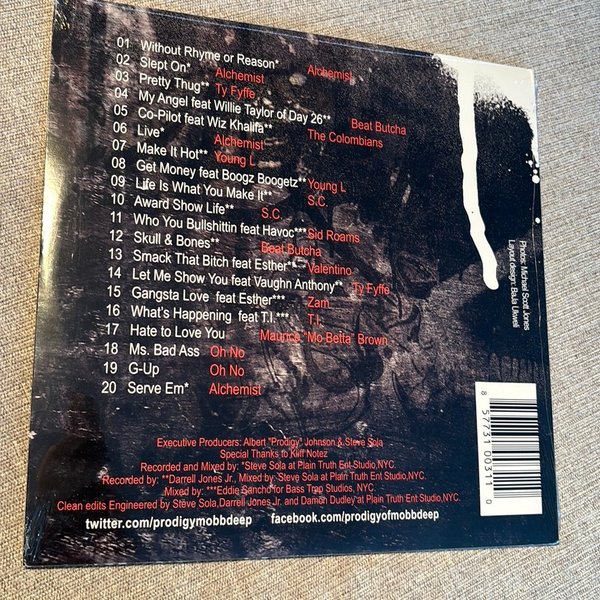 01 Without Rhyme or Reason* Alchemist
02 Slept On* Alchemist
03 Pretty Thug** Ty Fyffe
04 My Angel feat Willie Taylor of Day 26** Beat Butcha
05 Co-Pilot feat Wiz Khalifa** The Colombians
06 Live* Alchemist
07 Make It Hot** Young L
08 Get Money feat Boogz Boogetz** Young L
09 Life Is What You Make It** S.C.
10 Award Show Life** S.C.
11 Who You Bullshittin feat Havoc*** Sid Roams
12 Skull & Bones** Beat Butcha
13 Smack That Bitch feat Esther** Valentino
14 Let Me Show You feat Vaughn Anthony** Ty Fyffe
15 Gangsta Love feat Esther*** Zam
16 What's Happening feat T.I.*** T.I.
17 Hate to Love You Maurice "Mo Betta" Brown
18 Ms. Bad Ass Oh No
19 G-Up Oh No
20 Serve Em* Alchemist
Photos: Michael Scott Jones
Layout design: Baula Ukweli
Executive Producers: Albert "Prodigy" Johnson & Steve Sola
Special Thanks to Kliff Notez
Recorded and Mixed by: *Steve Sola at Plain Truth Ent Studio,NYC.
Recorded by: **Darrell Jones Jr., Mixed by: Steve Sola at Plain Truth Ent Studio,NYC.
Mixed by: ***Eddie Sancho for Bass Trap Studios, NYC.
Clean edits Engineered by Steve Sola,Darrell Jones Jr. and Damon Dudley at Plain Truth Ent Studio,NYC.
twitter.com/prodigymobbdeep facebook.com/prodigyofmobbdeep
8 57731 00311 0